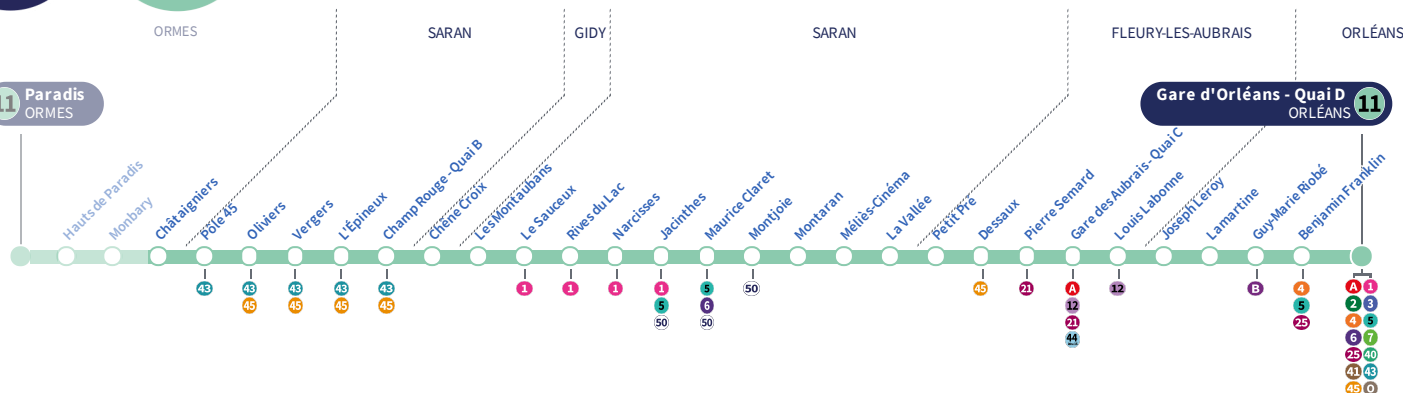 ORMES
SARAN
GIDY
SARAN
FLEURY-LES-AUBRAIS
ORLÉANS
11 Paradis
ORMES
Gare d'Orléans - Quai D 11
ORLÉANS
Hauts de Paradis
Monbary
Châtaigniers
Pôle 45
Oliviers
Vergers
L'Épineux
Champ Rouge - Quai B
Chêne Croix
Les Montaubans
Le Sauceux
Rives du Lac
Narcisses
Jacinthes
Maurice Claret
Montjoie
Montaran
Méliès-Cinéma
La Vallée
Petit Pré
Dessaux
Pierre Semard
Gare des Aubrais - Quai C
Louis Labonne
Joseph Leroy
Lamartine
Guy-Marie Riobé
Benjamin Franklin
43 43 43 43 43 1 1 1 1 5 50 45 21 A 12 B 4 A 1
45 45 45 45 5 6 12 5 2 3
50 50 21 25 4 5
44 6 7
25 40
41 43
45 O